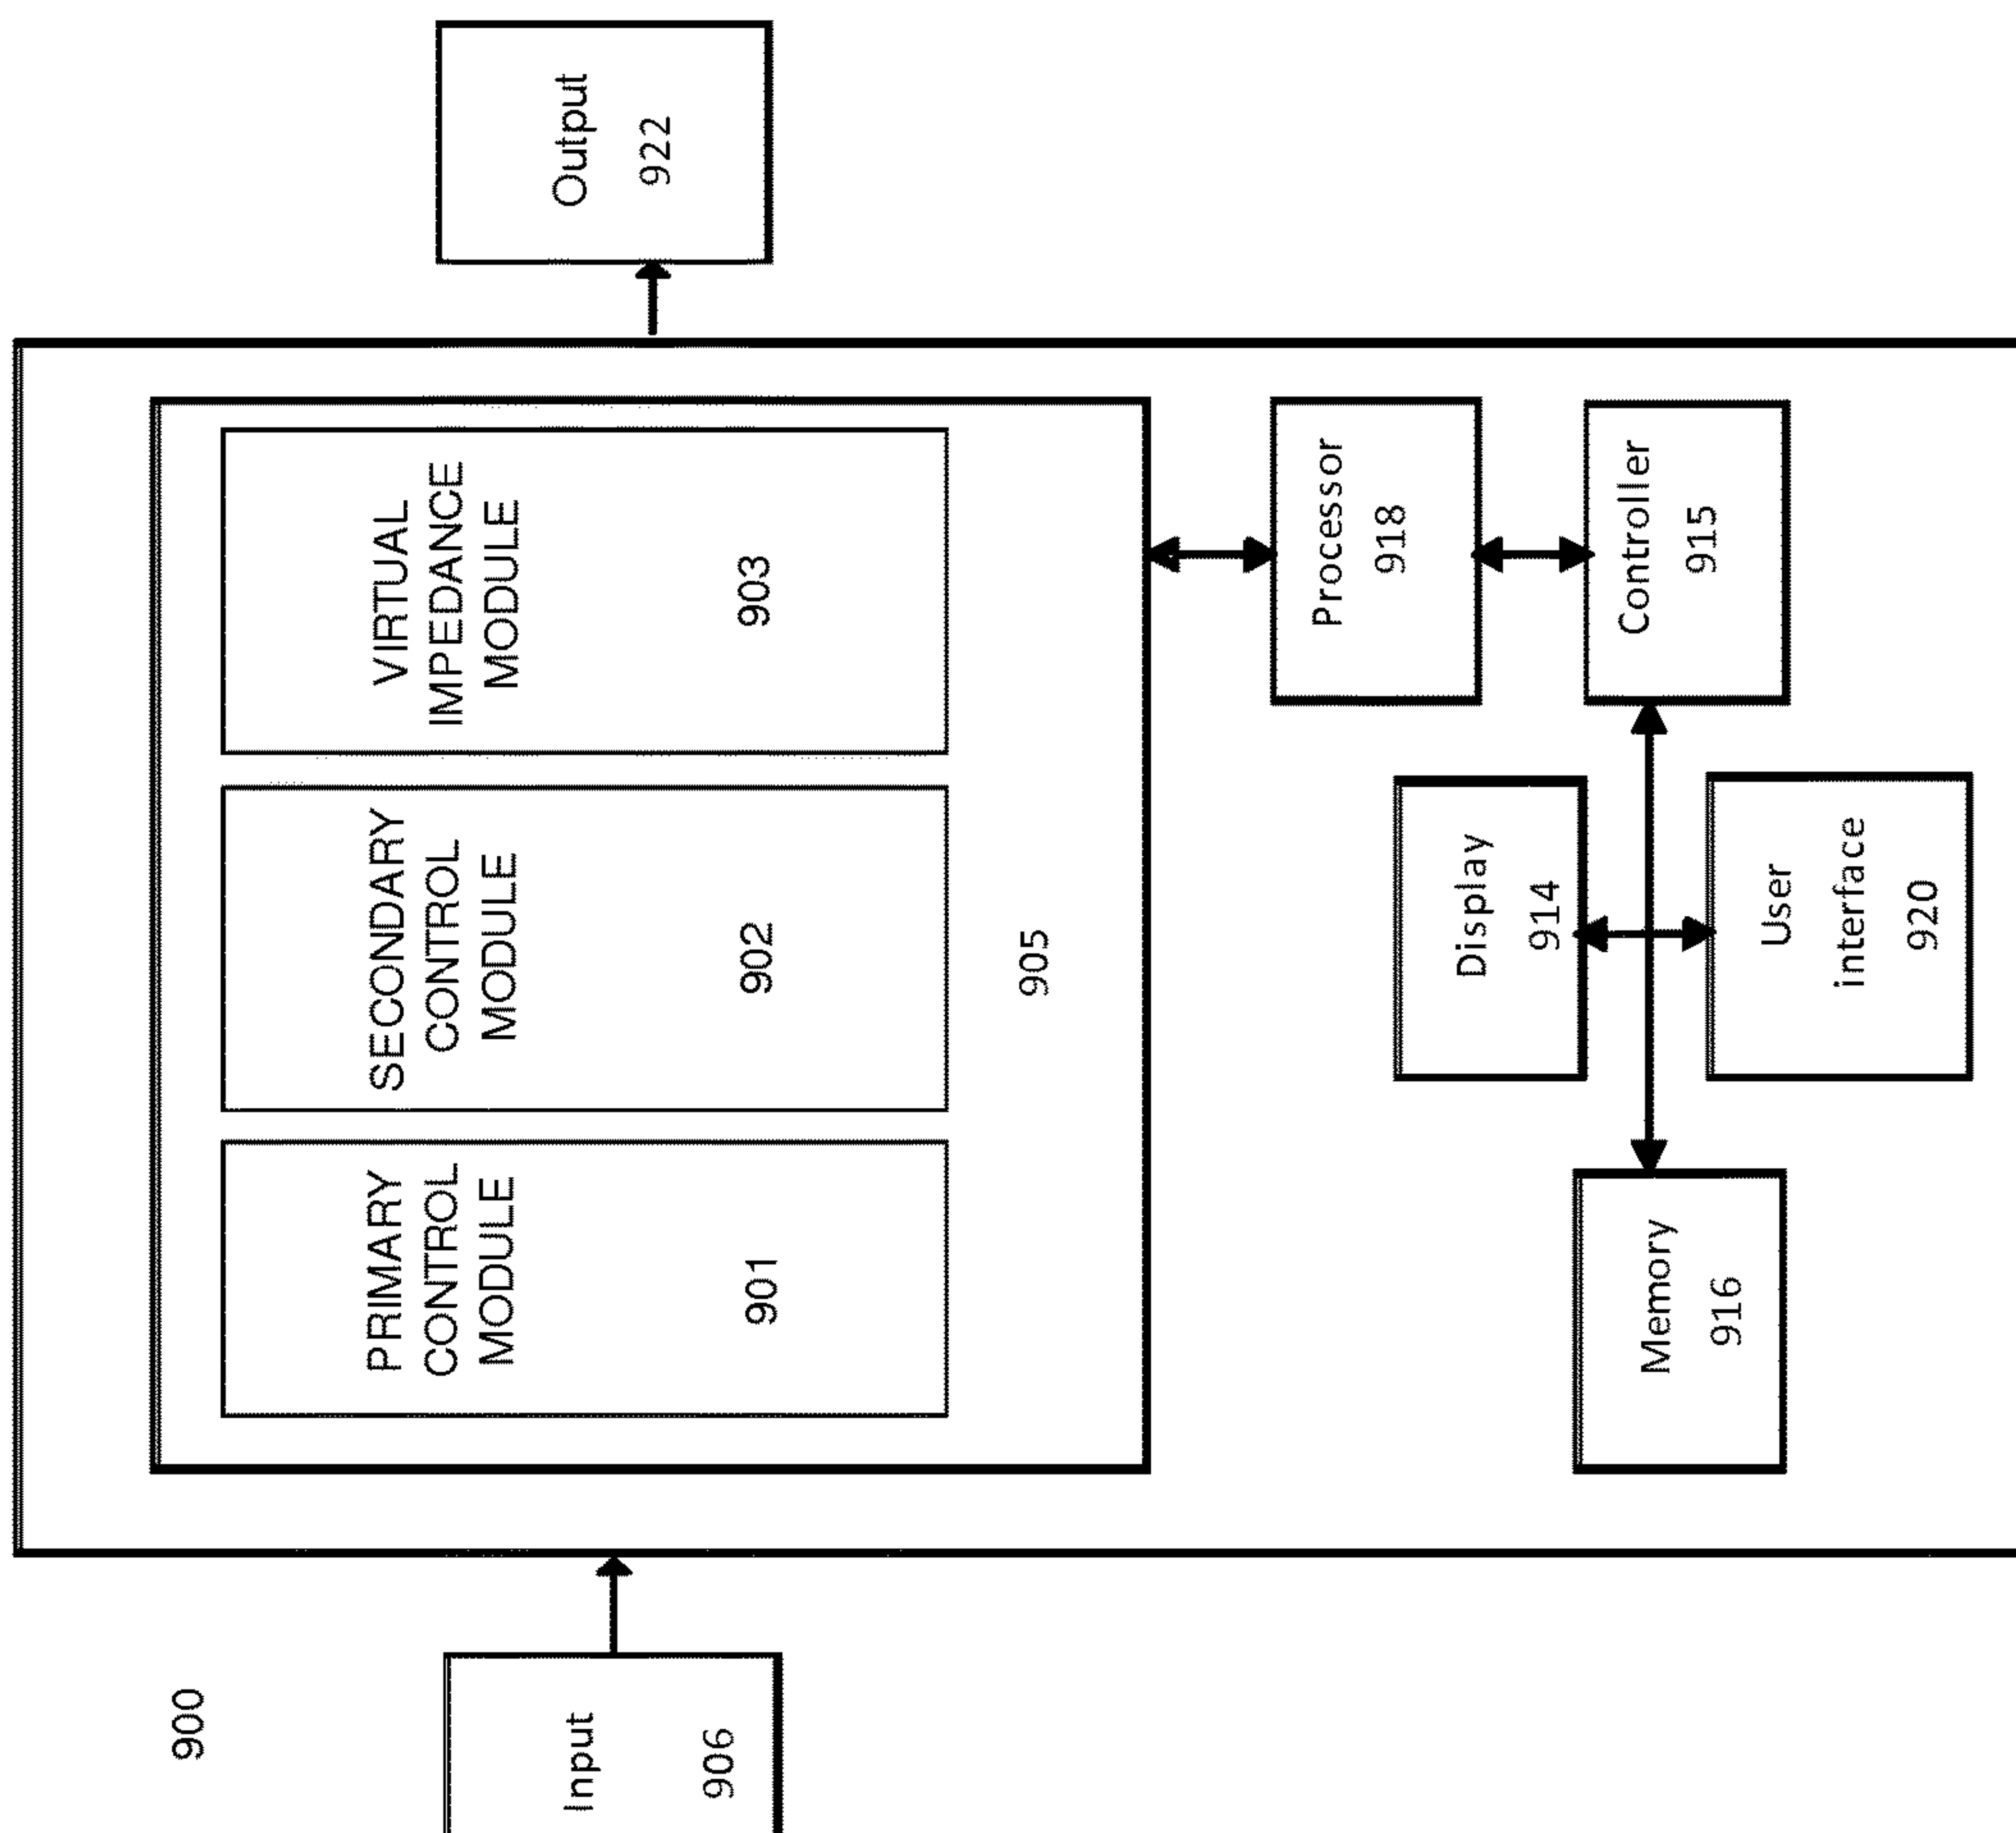 900
Input
906
PRIMARY
CONTROL
MODULE
901
SECONDARY
CONTROL
MODULE
902
VIRTUAL
IMPEDANCE
MODULE
903
905
Output
922
Processor
918
Display
914
Controller
915
Memory
916
User
interface
920